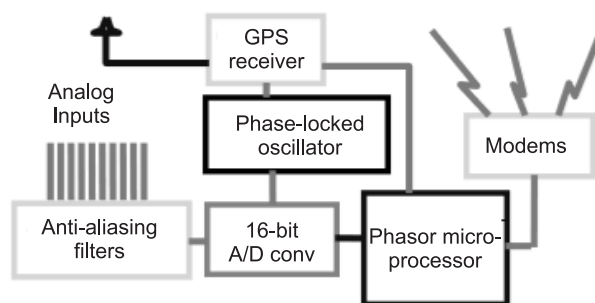 GPS
receiver
Analog
Inputs
Phase-locked
oscillator
Modems
Anti-aliasing
filters
16-bit
A/D conv
Phasor micro-
processor